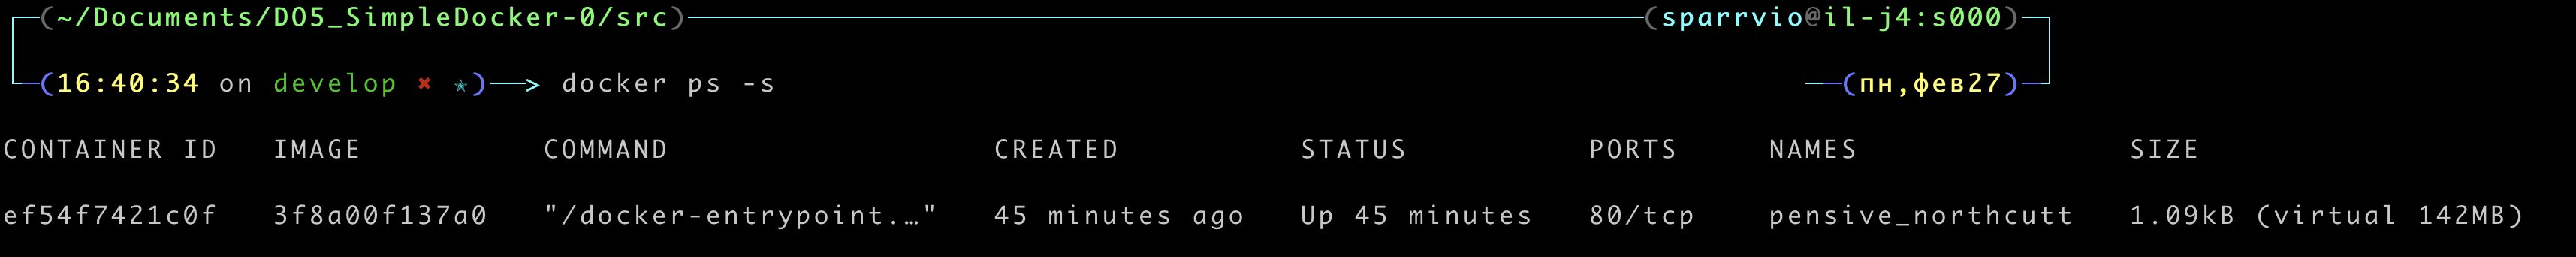 (~/Documents/DO5_SimpleDocker-0/src) (sparrvio@il-j4:s000)
(16:40:34 on develop ✖ ✭)──> docker ps -s (пн,фев27)
CONTAINER ID IMAGE COMMAND CREATED STATUS PORTS NAMES SIZE
ef54f7421c0f 3f8a00f137a0 "/docker-entrypoint.…" 45 minutes ago Up 45 minutes 80/tcp pensive_northcutt 1.09kB (virtual 142MB)